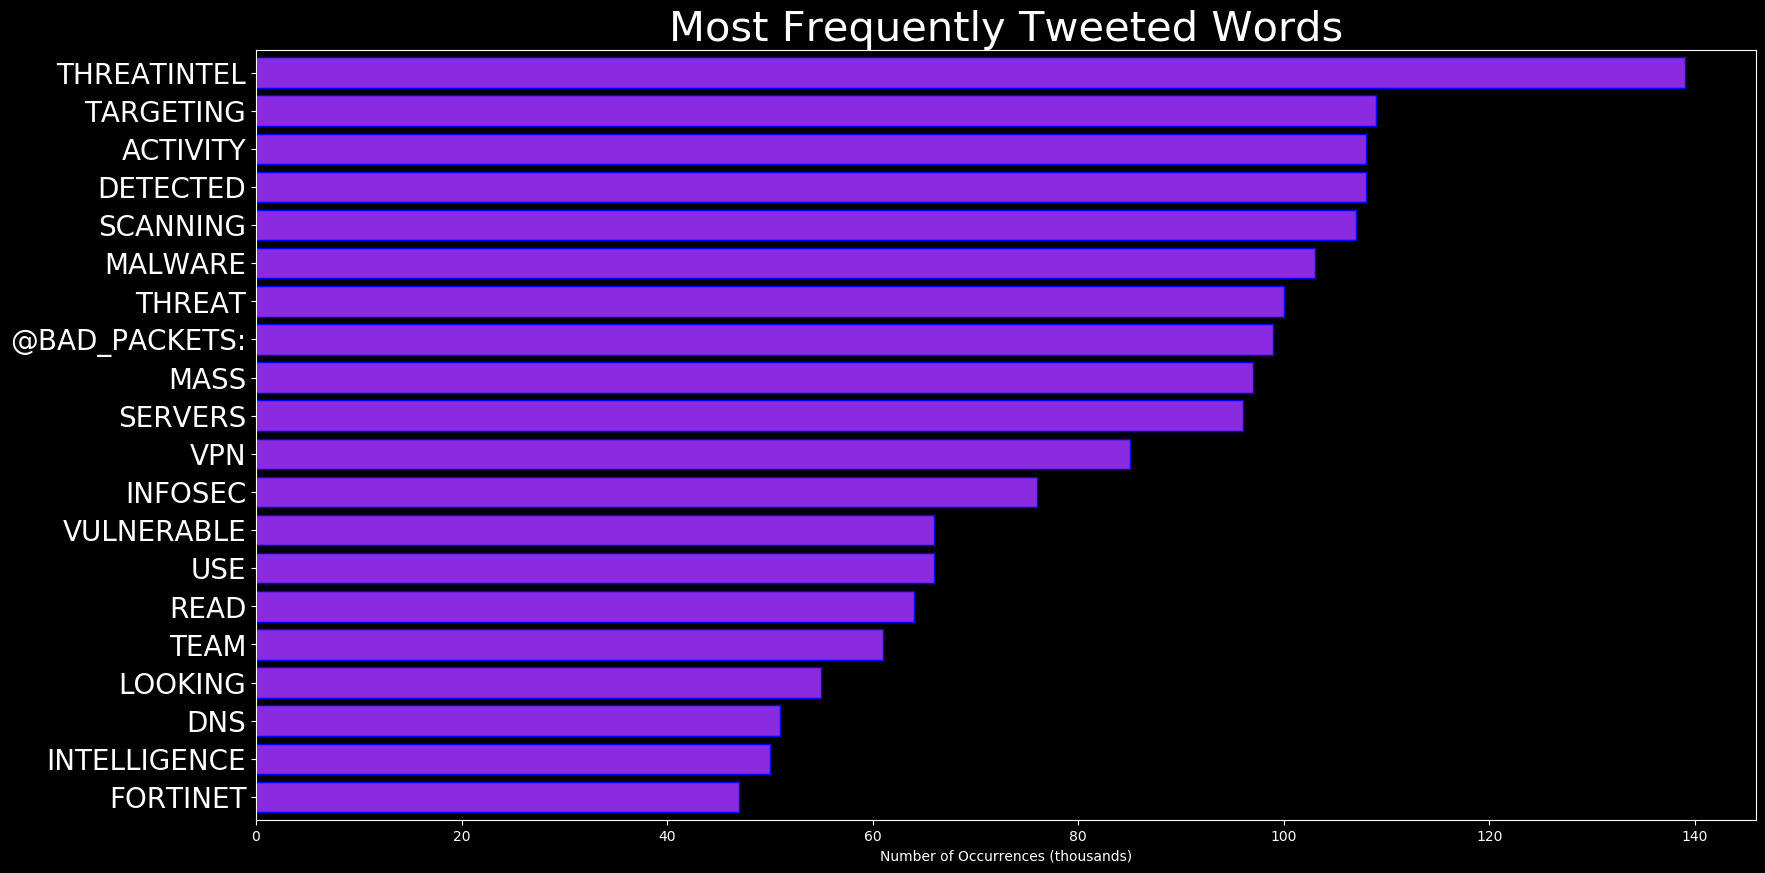 Most Frequently Tweeted Words
THREATINTEL
TARGETING
ACTIVITY
DETECTED
SCANNING
MALWARE
THREAT
@BAD_PACKETS:
MASS
SERVERS
VPN
INFOSEC
VULNERABLE
USE
READ
TEAM
LOOKING
DNS
INTELLIGENCE
FORTINET
0 20 40 60 80 100 120 140
Number of Occurrences (thousands)